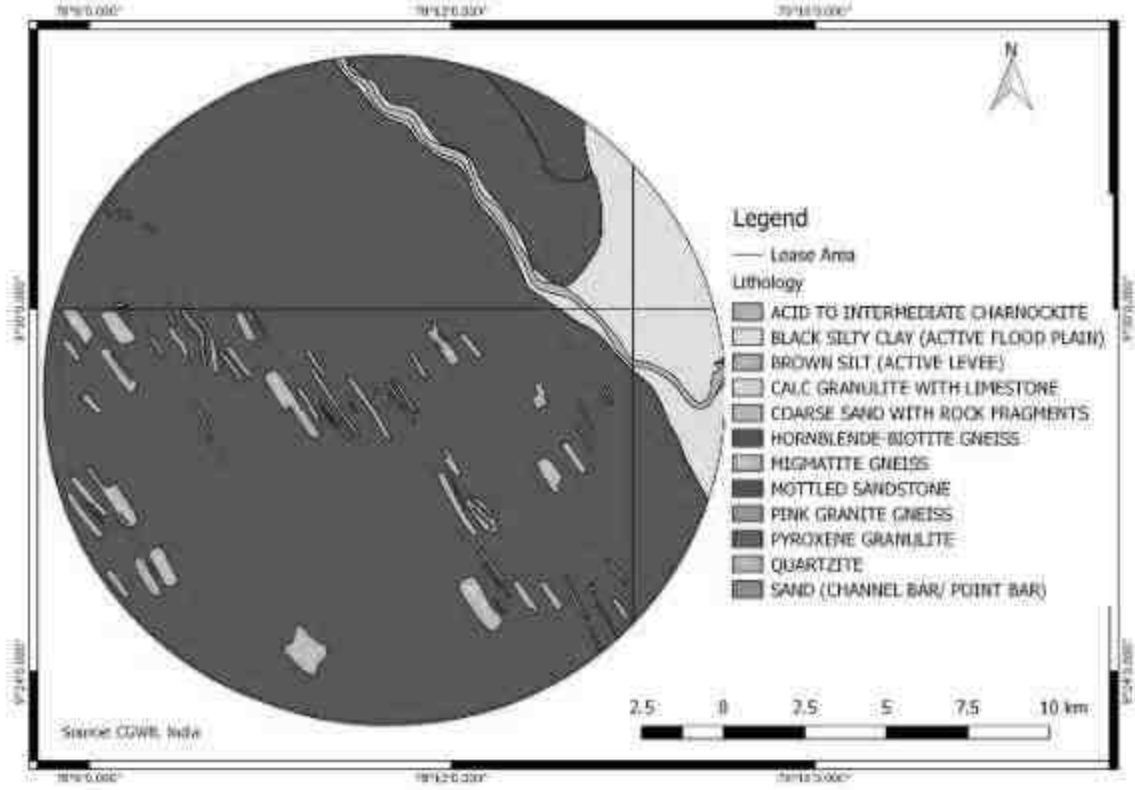 N
Legend
Lease Area
Lithology
ACID TO INTERMEDIATE CHARNOCKITE
BLACK SILTY CLAY (ACTIVE FLOOD PLAIN)
BROWN SILT (ACTIVE LEVEE)
CALC GRANULITE WITH LIMESTONE
COARSE SAND WITH ROCK FRAGMENTS
HORNBLENDE-BIOTITE GNEISS
MIGMATITE GNEISS
MOTTLED SANDSTONE
PINK GRANITE GNEISS
PYROXENE GRANULITE
QUARTZITE
SAND (CHANNEL BAR/ POINT BAR)
2.5 0 2.5 5 7.5 10 km
Source: CGWB, India